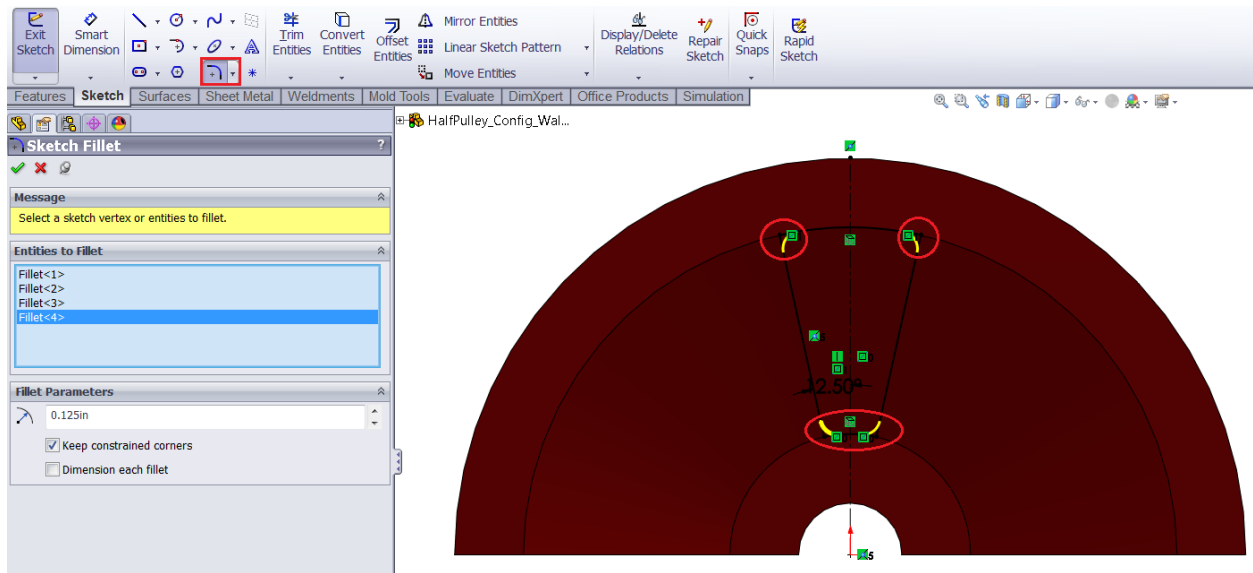 Exit Sketch
Smart Dimension
Trim Entities
Convert Entities
Offset Entities
Mirror Entities
Linear Sketch Pattern
Move Entities
Display/Delete Relations
Repair Sketch
Quick Snaps
Rapid Sketch
Features Sketch Surfaces Sheet Metal Weldments Mold Tools Evaluate DimXpert Office Products Simulation
HalfPulley_Config_Wal...
Sketch Fillet ?
Message
Select a sketch vertex or entities to fillet.
Entities to Fillet
Fillet<1>
Fillet<2>
Fillet<3>
Fillet<4>
Fillet Parameters
0.125in
Keep constrained corners
Dimension each fillet
12.50°
5